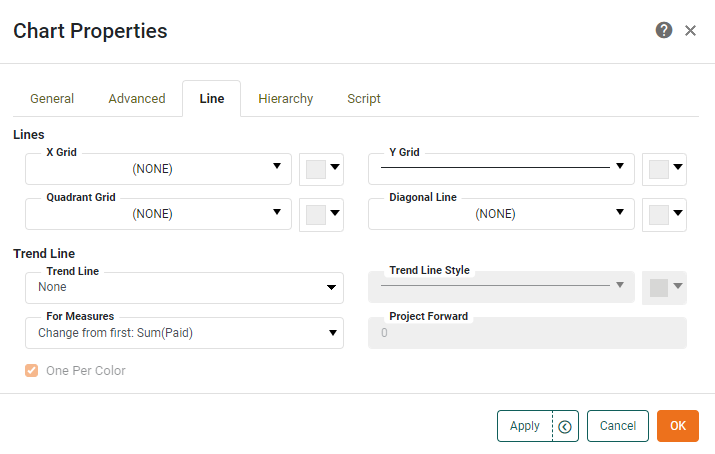 Chart Properties
General Advanced Line Hierarchy Script
Lines
X Grid Y Grid
(NONE)
Quadrant Grid Diagonal Line
(NONE) (NONE)
Trend Line
Trend Line Trend Line Style
None
For Measures Project Forward
Change from first: Sum(Paid) 0
One Per Color
Apply Cancel OK